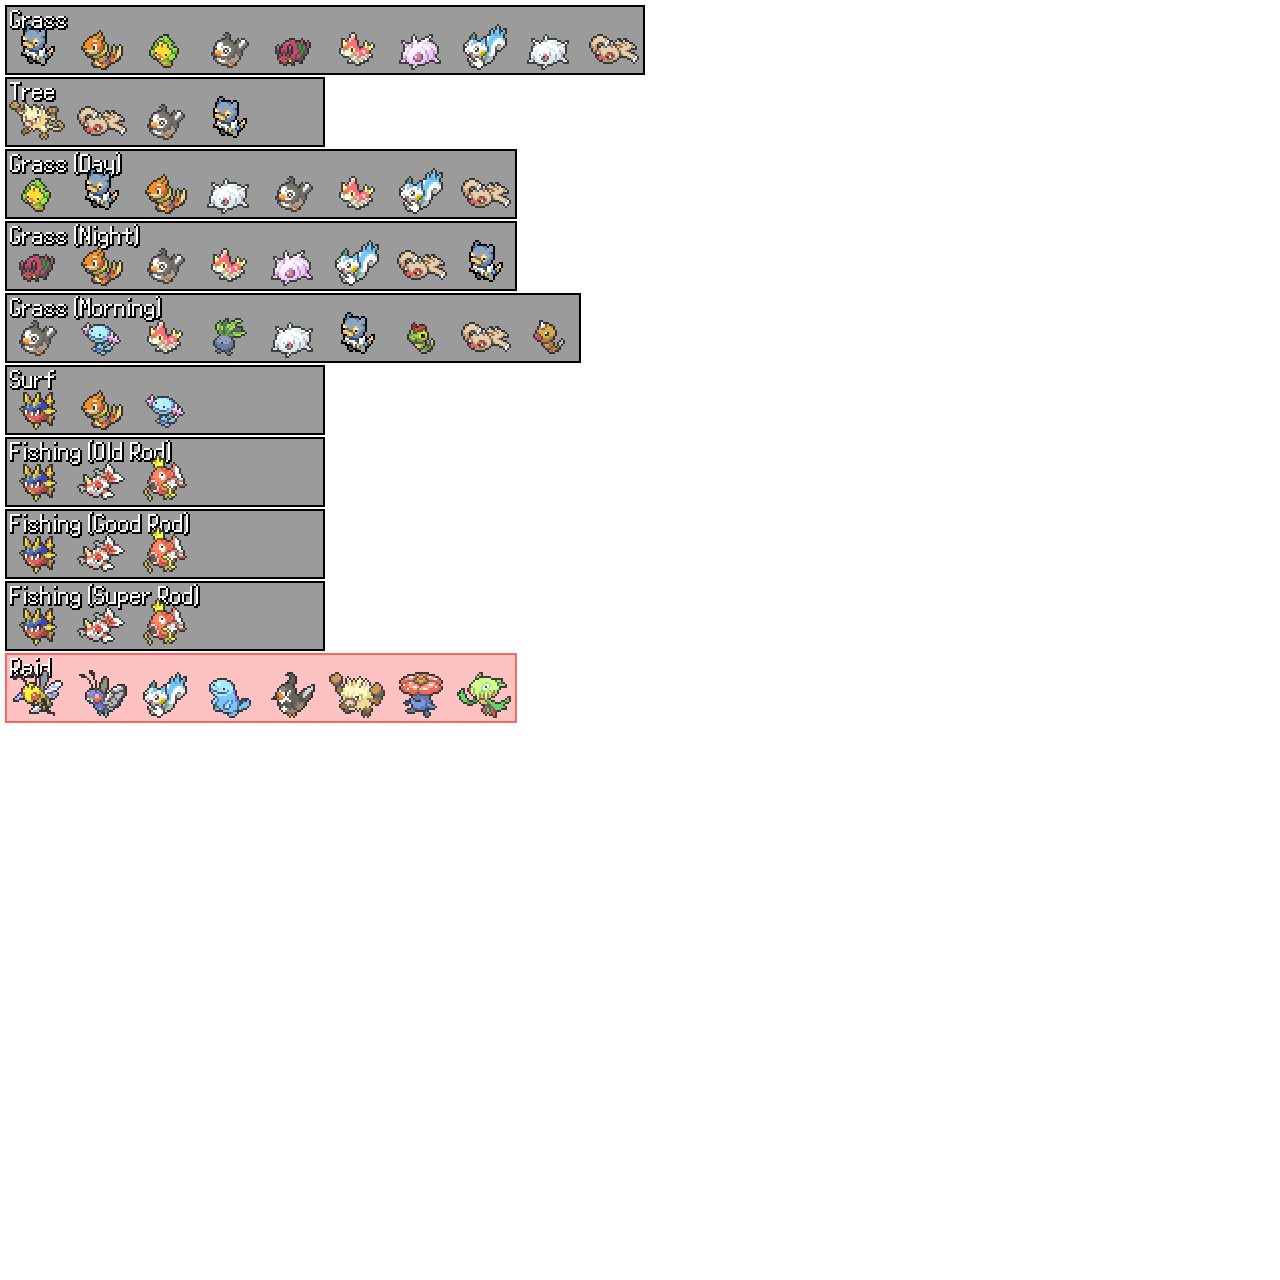 Grass
Tree
Grass (Day)
Grass (Night)
Grass (Morning)
Surf
Fishing (Old Rod)
Fishing (Good Rod)
Fishing (Super Rod)
Raid